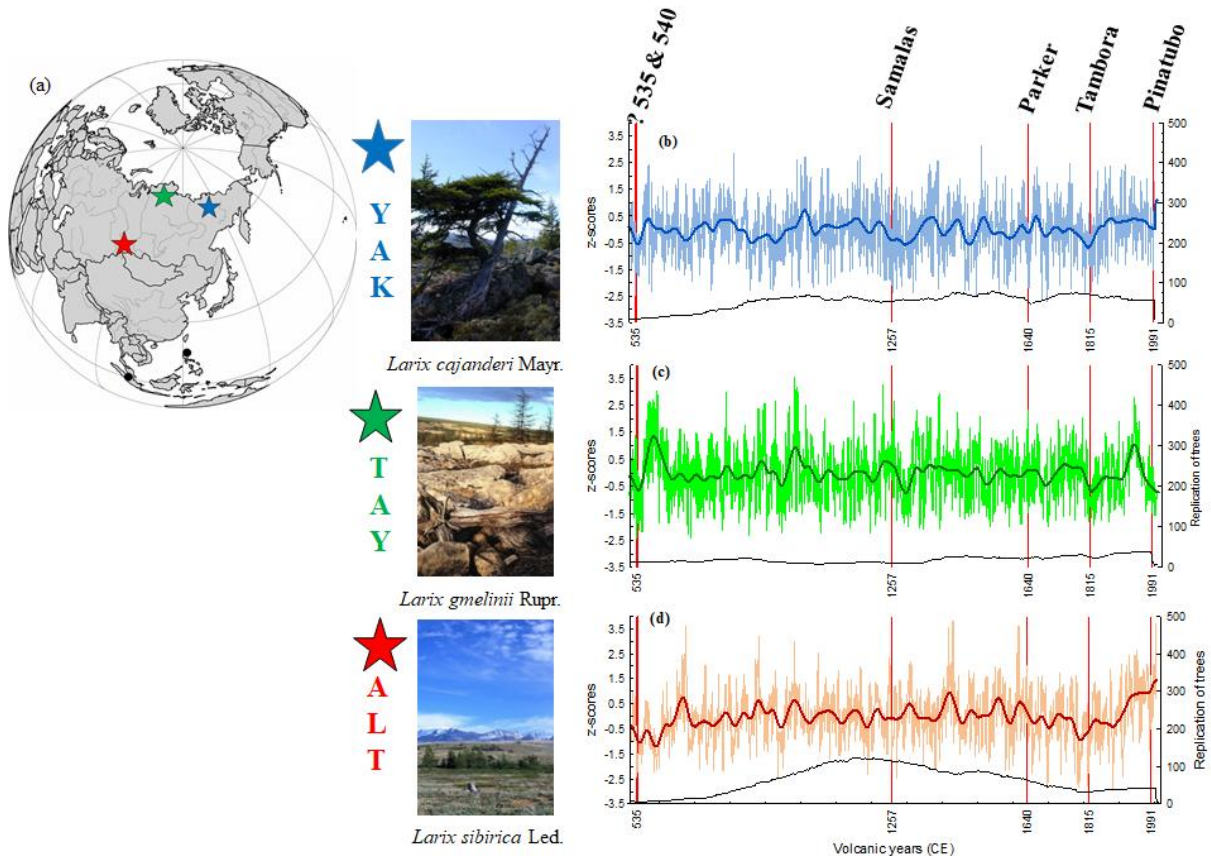 (a)
Y
A
K
Larix cajanderi Mayr.
T
A
Y
Larix gmelinii Rupr.
A
L
T
Larix sibirica Led.
? 535 & 540
Samalas
Parker
Tambora
Pinatubo
(b)
z-scores
3.5
2.5
1.5
0.5
-0.5
-1.5
-2.5
-3.5
500
400
300
200
100
0
535
1257
1640
1815
1991
(c)
z-scores
3.5
2.5
1.5
0.5
-0.5
-1.5
-2.5
-3.5
500
400
300
200
100
0
Replication of trees
535
1257
1640
1815
1991
(d)
z-scores
3.5
2.5
1.5
0.5
-0.5
-1.5
-2.5
-3.5
500
400
300
200
100
0
Replication of trees
535
1257
1640
1815
1991
Volcanic years (CE)